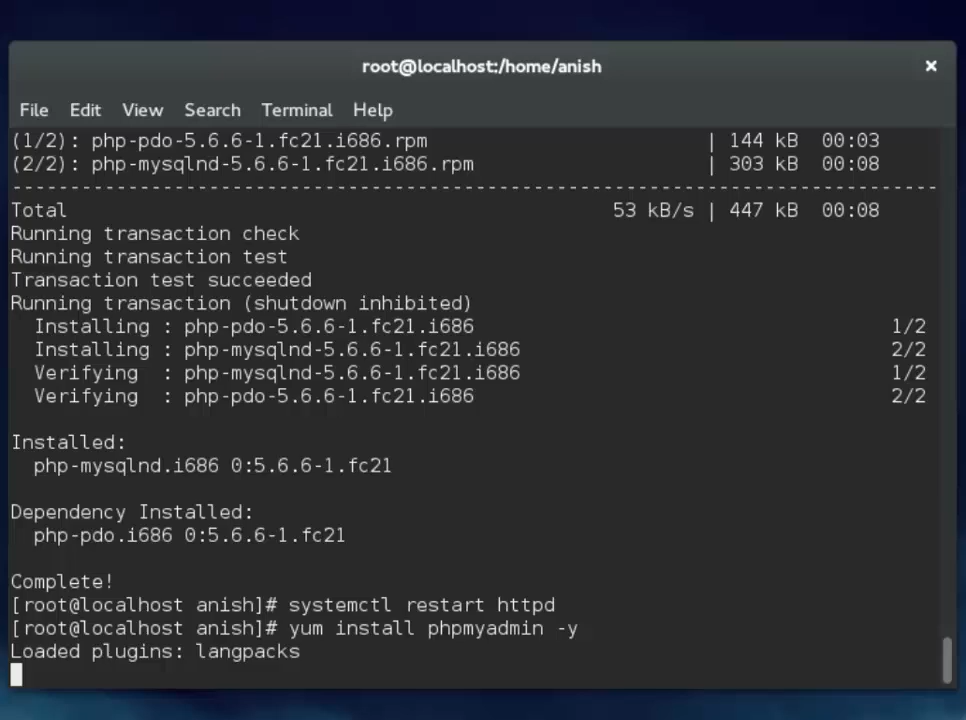 root@localhost:/home/anish
×
File Edit View Search Terminal Help
(1/2): php-pdo-5.6.6-1.fc21.i686.rpm | 144 kB 00:03
(2/2): php-mysqlnd-5.6.6-1.fc21.i686.rpm | 303 kB 00:08
--------------------------------------------------------------------------------
Total 53 kB/s | 447 kB 00:08
Running transaction check
Running transaction test
Transaction test succeeded
Running transaction (shutdown inhibited)
  Installing : php-pdo-5.6.6-1.fc21.i686 1/2
  Installing : php-mysqlnd-5.6.6-1.fc21.i686 2/2
  Verifying  : php-mysqlnd-5.6.6-1.fc21.i686 1/2
  Verifying  : php-pdo-5.6.6-1.fc21.i686 2/2
Installed:
  php-mysqlnd.i686 0:5.6.6-1.fc21
Dependency Installed:
  php-pdo.i686 0:5.6.6-1.fc21
Complete!
[root@localhost anish]# systemctl restart httpd
[root@localhost anish]# yum install phpmyadmin -y
Loaded plugins: langpacks